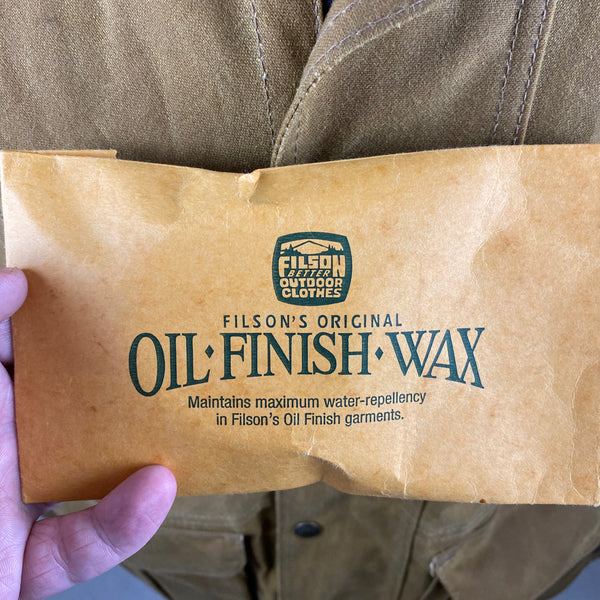 FILSON
BETTER
OUTDOOR
CLOTHES
FILSON'S ORIGINAL
OIL·FINISH·WAX
Maintains maximum water-repellency
in Filson's Oil Finish garments.